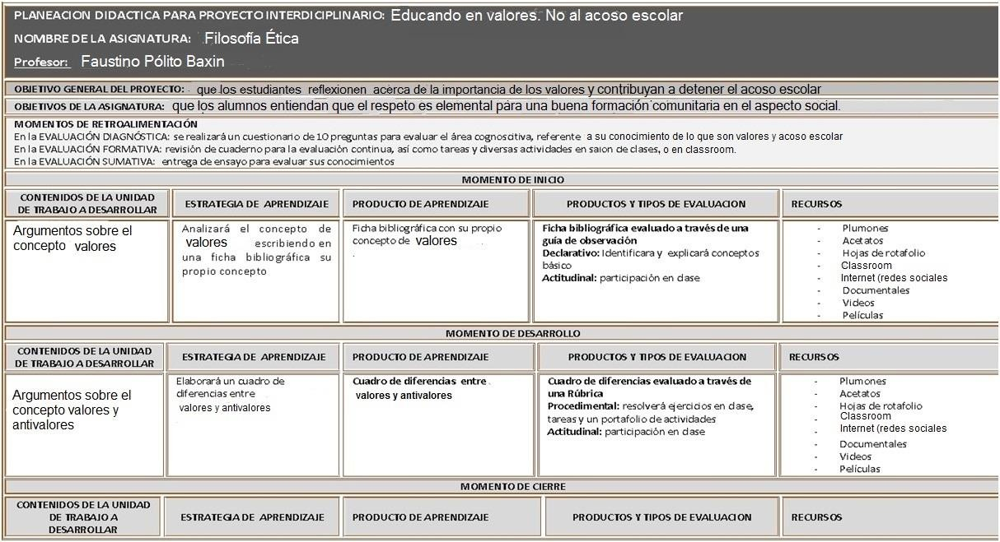 PLANEACION DIDACTICA PARA PROYECTO INTERDICIPLINARIO: Educando en valores. No al acoso escolar
NOMBRE DE LA ASIGNATURA: Filosofía Ética
Profesor: Faustino Pólito Baxin
OBJETIVO GENERAL DEL PROYECTO: que los estudiantes reflexionen acerca de la importancia de los valores y contribuyan a detener el acoso escolar
OBJETIVOS DE LA ASIGNATURA: que los alumnos entiendan que el respeto es elemental para una buena formación comunitaria en el aspecto social.
MOMENTOS DE RETROALIMENTACIÓN
En la EVALUACIÓN DIAGNÓSTICA: se realizará un cuestionario de 10 preguntas para evaluar el área cognoscitiva, referente a su conocimiento de lo que son valores y acoso escolar
En la EVALUACIÓN FORMATIVA: revisión de cuaderno para la evaluación continua, así como tareas y diversas actividades en salon de clases, o en classroom.
En la EVALUACIÓN SUMATIVA: entrega de ensayo para evaluar sus conocimientos
MOMENTO DE INICIO
CONTENIDOS DE LA UNIDAD
DE TRABAJO A DESARROLLAR
ESTRATEGIA DE APRENDIZAJE
PRODUCTO DE APRENDIZAJE
PRODUCTOS Y TIPOS DE EVALUACION
RECURSOS
Argumentos sobre el
concepto valores
Analizará el concepto de
valores escribiendo en
una ficha bibliográfica su
propio concepto
Ficha bibliográfica con su propio
concepto de valores
.
Ficha bibliográfica evaluado a través de una
guía de observación
Declarativo: Identificara y explicará conceptos
básico
Actitudinal: participación en clase
- Plumones
- Acetatos
- Hojas de rotafolio
- Classroom
- Internet (redes sociales
- Documentales
- Videos
- Películas
MOMENTO DE DESARROLLO
CONTENIDOS DE LA UNIDAD
DE TRABAJO A DESARROLLAR
ESTRATEGIA DE APRENDIZAJE
PRODUCTO DE APRENDIZAJE
PRODUCTOS Y TIPOS DE EVALUACION
RECURSOS
Argumentos sobre el
concepto valores y
antivalores
Elaborará un cuadro de
diferencias entre
valores y antivalores
Cuadro de diferencias entre
valores y antivalores
Cuadro de diferencias evaluado a través de
una Rúbrica
Procedimental: resolverá ejercicios en clase,
tareas y un portafolio de actividades
Actitudinal: participación en clase
- Plumones
- Acetatos
- Hojas de rotafolio
- Classroom
- Internet (redes sociales
- Documentales
- Videos
- Películas
MOMENTO DE CIERRE
CONTENIDOS DE LA UNIDAD
DE TRABAJO A
DESARROLLAR
ESTRATEGIA DE APRENDIZAJE
PRODUCTO DE APRENDIZAJE
PRODUCTOS Y TIPOS DE EVALUACION
RECURSOS